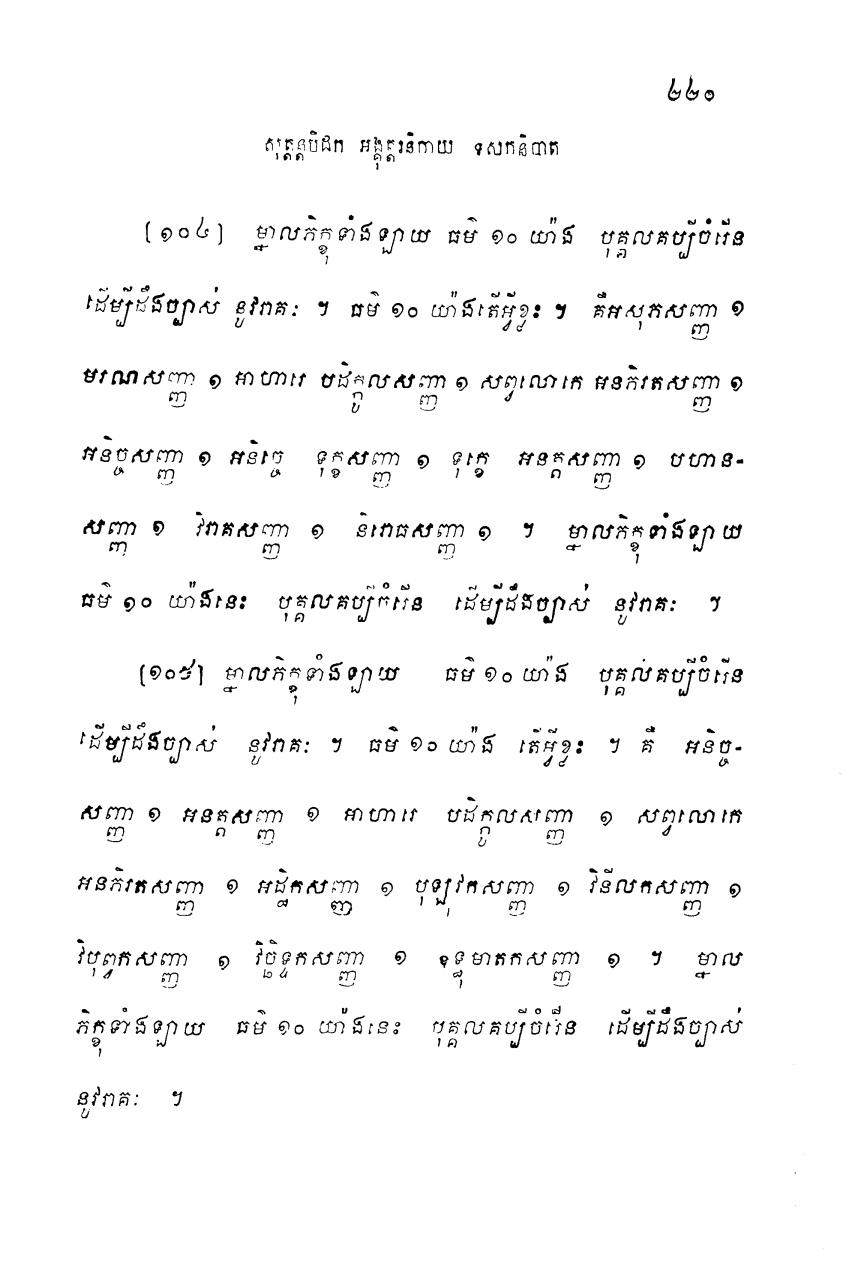 ៤៤១
សុត្តន្តបិដក អង្គុត្តរនិកាយ ទសកនិបាត
[១០៤] ម្នាលភិក្ខុទាំងឡាយ ធម៌ ១០ យ៉ាង បុគ្គលគប្បីចំរើន
ដើម្បីដឹងច្បាស់ នូវរាគៈ ។ ធម៌ ១០ យ៉ាងតើអ្វីខ្លះ ។ គឺអសុភសញ្ញា ១
មរណសញ្ញា ១ អាហារេ បដិក្កូលសញ្ញា ១ សព្វលោកេ អនភិរតសញ្ញា ១
អនិច្ចសញ្ញា ១ អនិច្ចេ ទុក្ខសញ្ញា ១ ទុក្ខេ អនត្តសញ្ញា ១ បហាន-
សញ្ញា ១ វិរាគសញ្ញា ១ និរោធសញ្ញា ១ ។ ម្នាលភិក្ខុទាំងឡាយ
ធម៌ ១០ យ៉ាងនេះ បុគ្គលគប្បីចំរើន ដើម្បីដឹងច្បាស់ នូវរាគៈ ។
[១០៥] ម្នាលភិក្ខុទាំងឡាយ ធម៌ ១០ យ៉ាង បុគ្គលគប្បីចំរើន
ដើម្បីដឹងច្បាស់ នូវរាគៈ ។ ធម៌ ១០ យ៉ាង តើអ្វីខ្លះ ។ គឺ អនិច្ច-
សញ្ញា ១ អនត្តសញ្ញា ១ អាហារេ បដិក្កូលសញ្ញា ១ សព្វលោកេ
អនភិរតសញ្ញា ១ អដ្ឋិកសញ្ញា ១ បុឡុវកសញ្ញា ១ វិនីលកសញ្ញា ១
វិបុព្វកសញ្ញា ១ វិច្ឆិទ្ទកសញ្ញា ១ ឧទ្ធុមាតកសញ្ញា ១ ។ ម្នាល
ភិក្ខុទាំងឡាយ ធម៌ ១០ យ៉ាងនេះ បុគ្គលគប្បីចំរើន ដើម្បីដឹងច្បាស់
នូវរាគៈ ។